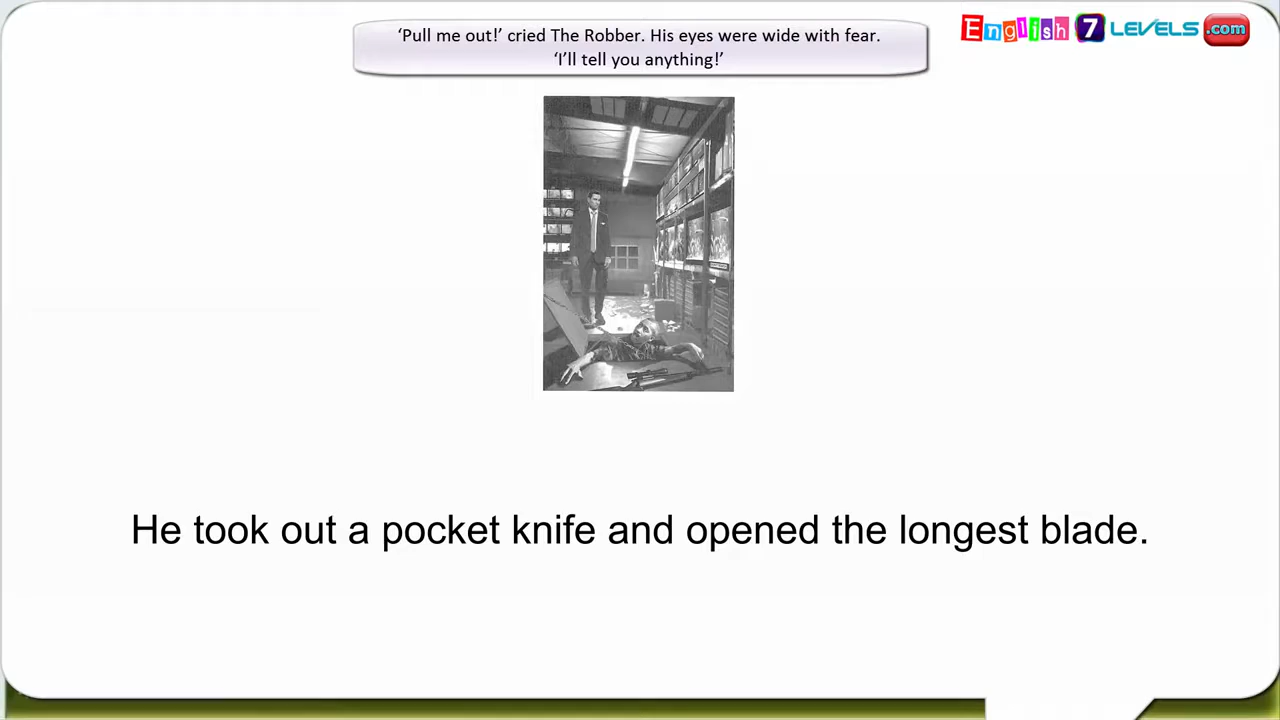 ‘Pull me out!’ cried The Robber. His eyes were wide with fear.
‘I’ll tell you anything!’
English 7 LEVELS .com
He took out a pocket knife and opened the longest blade.